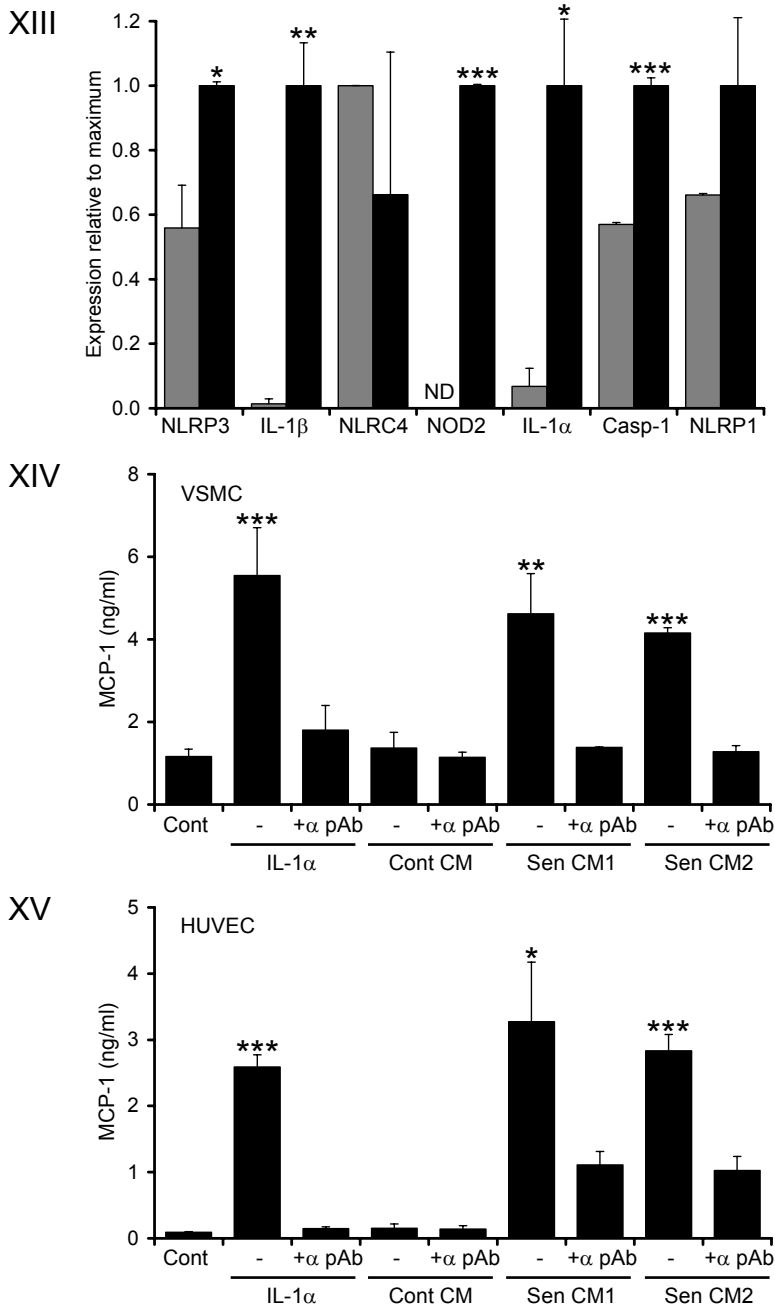 XIII
Expression relative to maximum
1.2
1.0
0.8
0.6
0.4
0.2
0.0
*
**
***
*
***
ND
NLRP3 IL-1β NLRC4 NOD2 IL-1α Casp-1 NLRP1
XIV
VSMC
MCP-1 (ng/ml)
8
6
4
2
0
***
**
***
Cont - +α pAb - +α pAb - +α pAb - +α pAb
IL-1α Cont CM Sen CM1 Sen CM2
XV
HUVEC
MCP-1 (ng/ml)
5
4
3
2
1
0
***
*
***
Cont - +α pAb - +α pAb - +α pAb - +α pAb
IL-1α Cont CM Sen CM1 Sen CM2